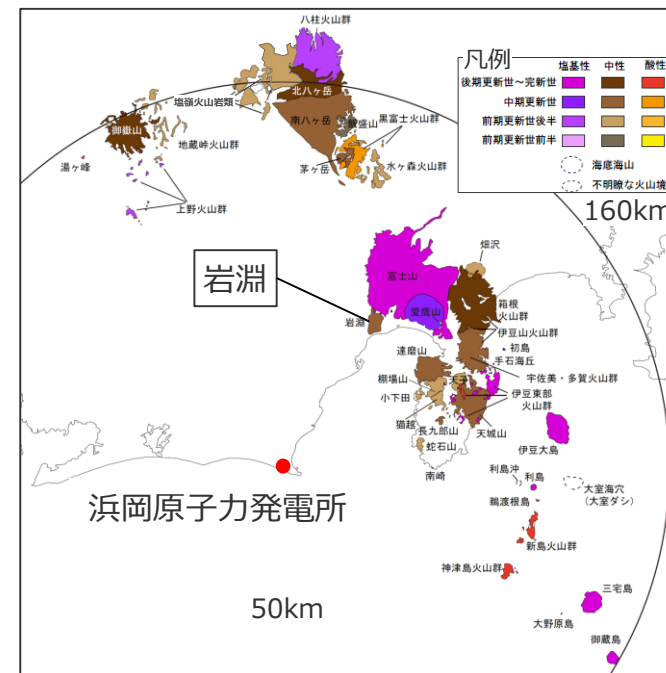 八柱火山群
凡例
塩基性 中性 酸性
後期更新世～完新世
中期更新世
前期更新世後半
前期更新世前半
海底海山
不明瞭な火山境
160km
塩嶺火山岩類
北八ヶ岳
御嶽山
南八ヶ岳
飯盛山
黒富士火山群
地蔵峠火山群
湯ヶ峰
茅ヶ岳
水ヶ森火山群
上野火山群
岩淵
畑沢
富士山
愛鷹山
箱根
火山群
岩淵
伊豆山火山群
達磨山
初島
手石海丘
棚場山
天子
宇佐美・多賀火山群
小下田
伊豆東部
火山群
猫越
長九郎山
天城山
蛇石山
伊豆大島
南崎
利島沖
利島
大室海穴
(大室ダシ)
鵜渡根島
浜岡原子力発電所
新島火山群
神津島火山群
50km
三宅島
大野原島
御蔵島